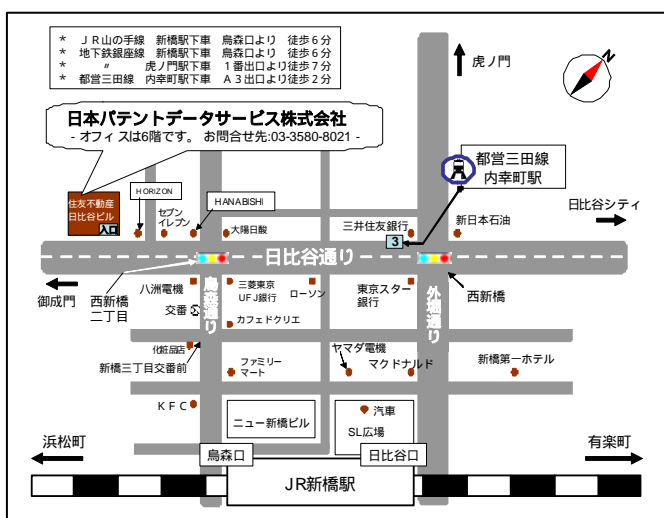 * ＪＲ山の手線 新橋駅下車 烏森口より 徒歩６分
* 地下鉄銀座線 新橋駅下車 烏森口より 徒歩６分
* 〃 虎ノ門駅下車 １番出口より徒歩７分
* 都営三田線 内幸町駅下車 Ａ３出口より徒歩２分
虎ノ門
日本パテントデータサービス株式会社
- オフィスは6階です。 お問合せ先:03-3580-8021 -
都営三田線
内幸町駅
HORIZON
HANABISHI
住友不動産
日比谷ビル
入口
セブン
イレブン
大陽日酸
三井住友銀行
新日本石油
日比谷シティ
3
日比谷通り
御成門
西新橋
二丁目
八洲電機
交番
烏森通り
三菱東京
UFJ銀行
ローソン
カフェドクリエ
東京スター
銀行
外堀通り
西新橋
化粧品店
新橋三丁目交番前
ファミリー
マート
ヤマダ電機
マクドナルド
新橋第一ホテル
ＫＦＣ
ニュー新橋ビル
汽車
SL広場
浜松町
烏森口
日比谷口
有楽町
JR新橋駅